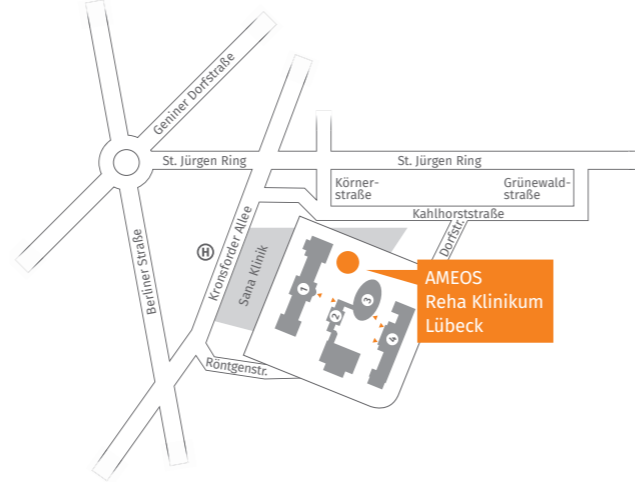 Geniner Dorfstraße
St. Jürgen Ring
St. Jürgen Ring
Körner-
straße
Grünewald-
straße
Kahlhorststraße
Dorfstr.
Berliner Straße
H
Kronsforder Allee
Sana Klinik
1
2
3
4
AMEOS
Reha Klinikum
Lübeck
Röntgenstr.